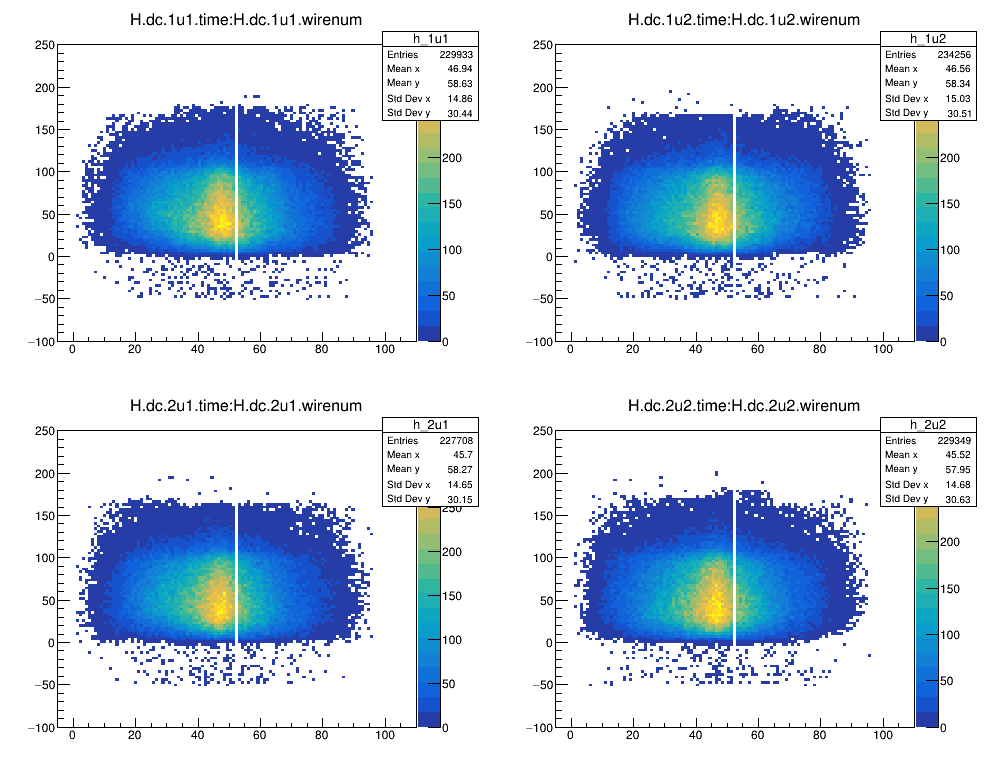 H.dc.1u1.time:H.dc.1u1.wirenum
h_1u1
Entries 229933
Mean x 46.94
Mean y 58.63
Std Dev x 14.86
Std Dev y 30.44
250
200
150
100
50
0
−50
−100
0 20 40 60 80 100
200
150
100
50
0
H.dc.1u2.time:H.dc.1u2.wirenum
h_1u2
Entries 234256
Mean x 46.56
Mean y 58.34
Std Dev x 15.03
Std Dev y 30.51
250
200
150
100
50
0
−50
−100
0 20 40 60 80 100
200
150
100
50
0
H.dc.2u1.time:H.dc.2u1.wirenum
h_2u1
Entries 227708
Mean x 45.7
Mean y 58.27
Std Dev x 14.65
Std Dev y 30.15
250
200
150
100
50
0
−50
−100
0 20 40 60 80 100
250
200
150
100
50
0
H.dc.2u2.time:H.dc.2u2.wirenum
h_2u2
Entries 229349
Mean x 45.52
Mean y 57.95
Std Dev x 14.68
Std Dev y 30.63
250
200
150
100
50
0
−50
−100
0 20 40 60 80 100
200
150
100
50
0